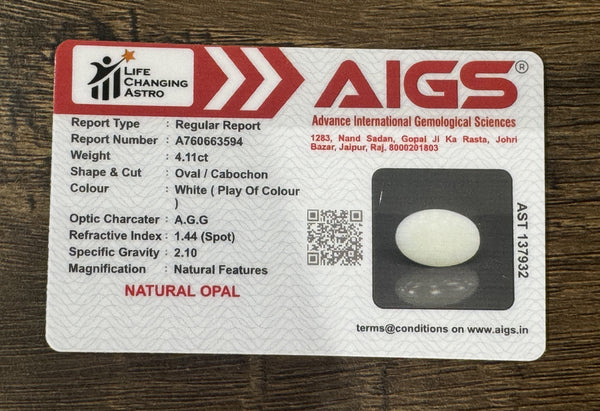 LIFE
CHANGING
ASTRO
AIGS®
Advance International Gemological Sciences
1283, Nand Sadan, Gopal Ji Ka Rasta, Johri
Bazar, Jaipur, Raj. 8000201803
Report Type : Regular Report
Report Number : A760663594
Weight : 4.11ct
Shape & Cut : Oval / Cabochon
Colour : White ( Play Of Colour
)
Optic Charcater : A.G.G
Refractive Index : 1.44 (Spot)
Specific Gravity : 2.10
Magnification : Natural Features
NATURAL OPAL
AST 137932
terms@conditions on www.aigs.in